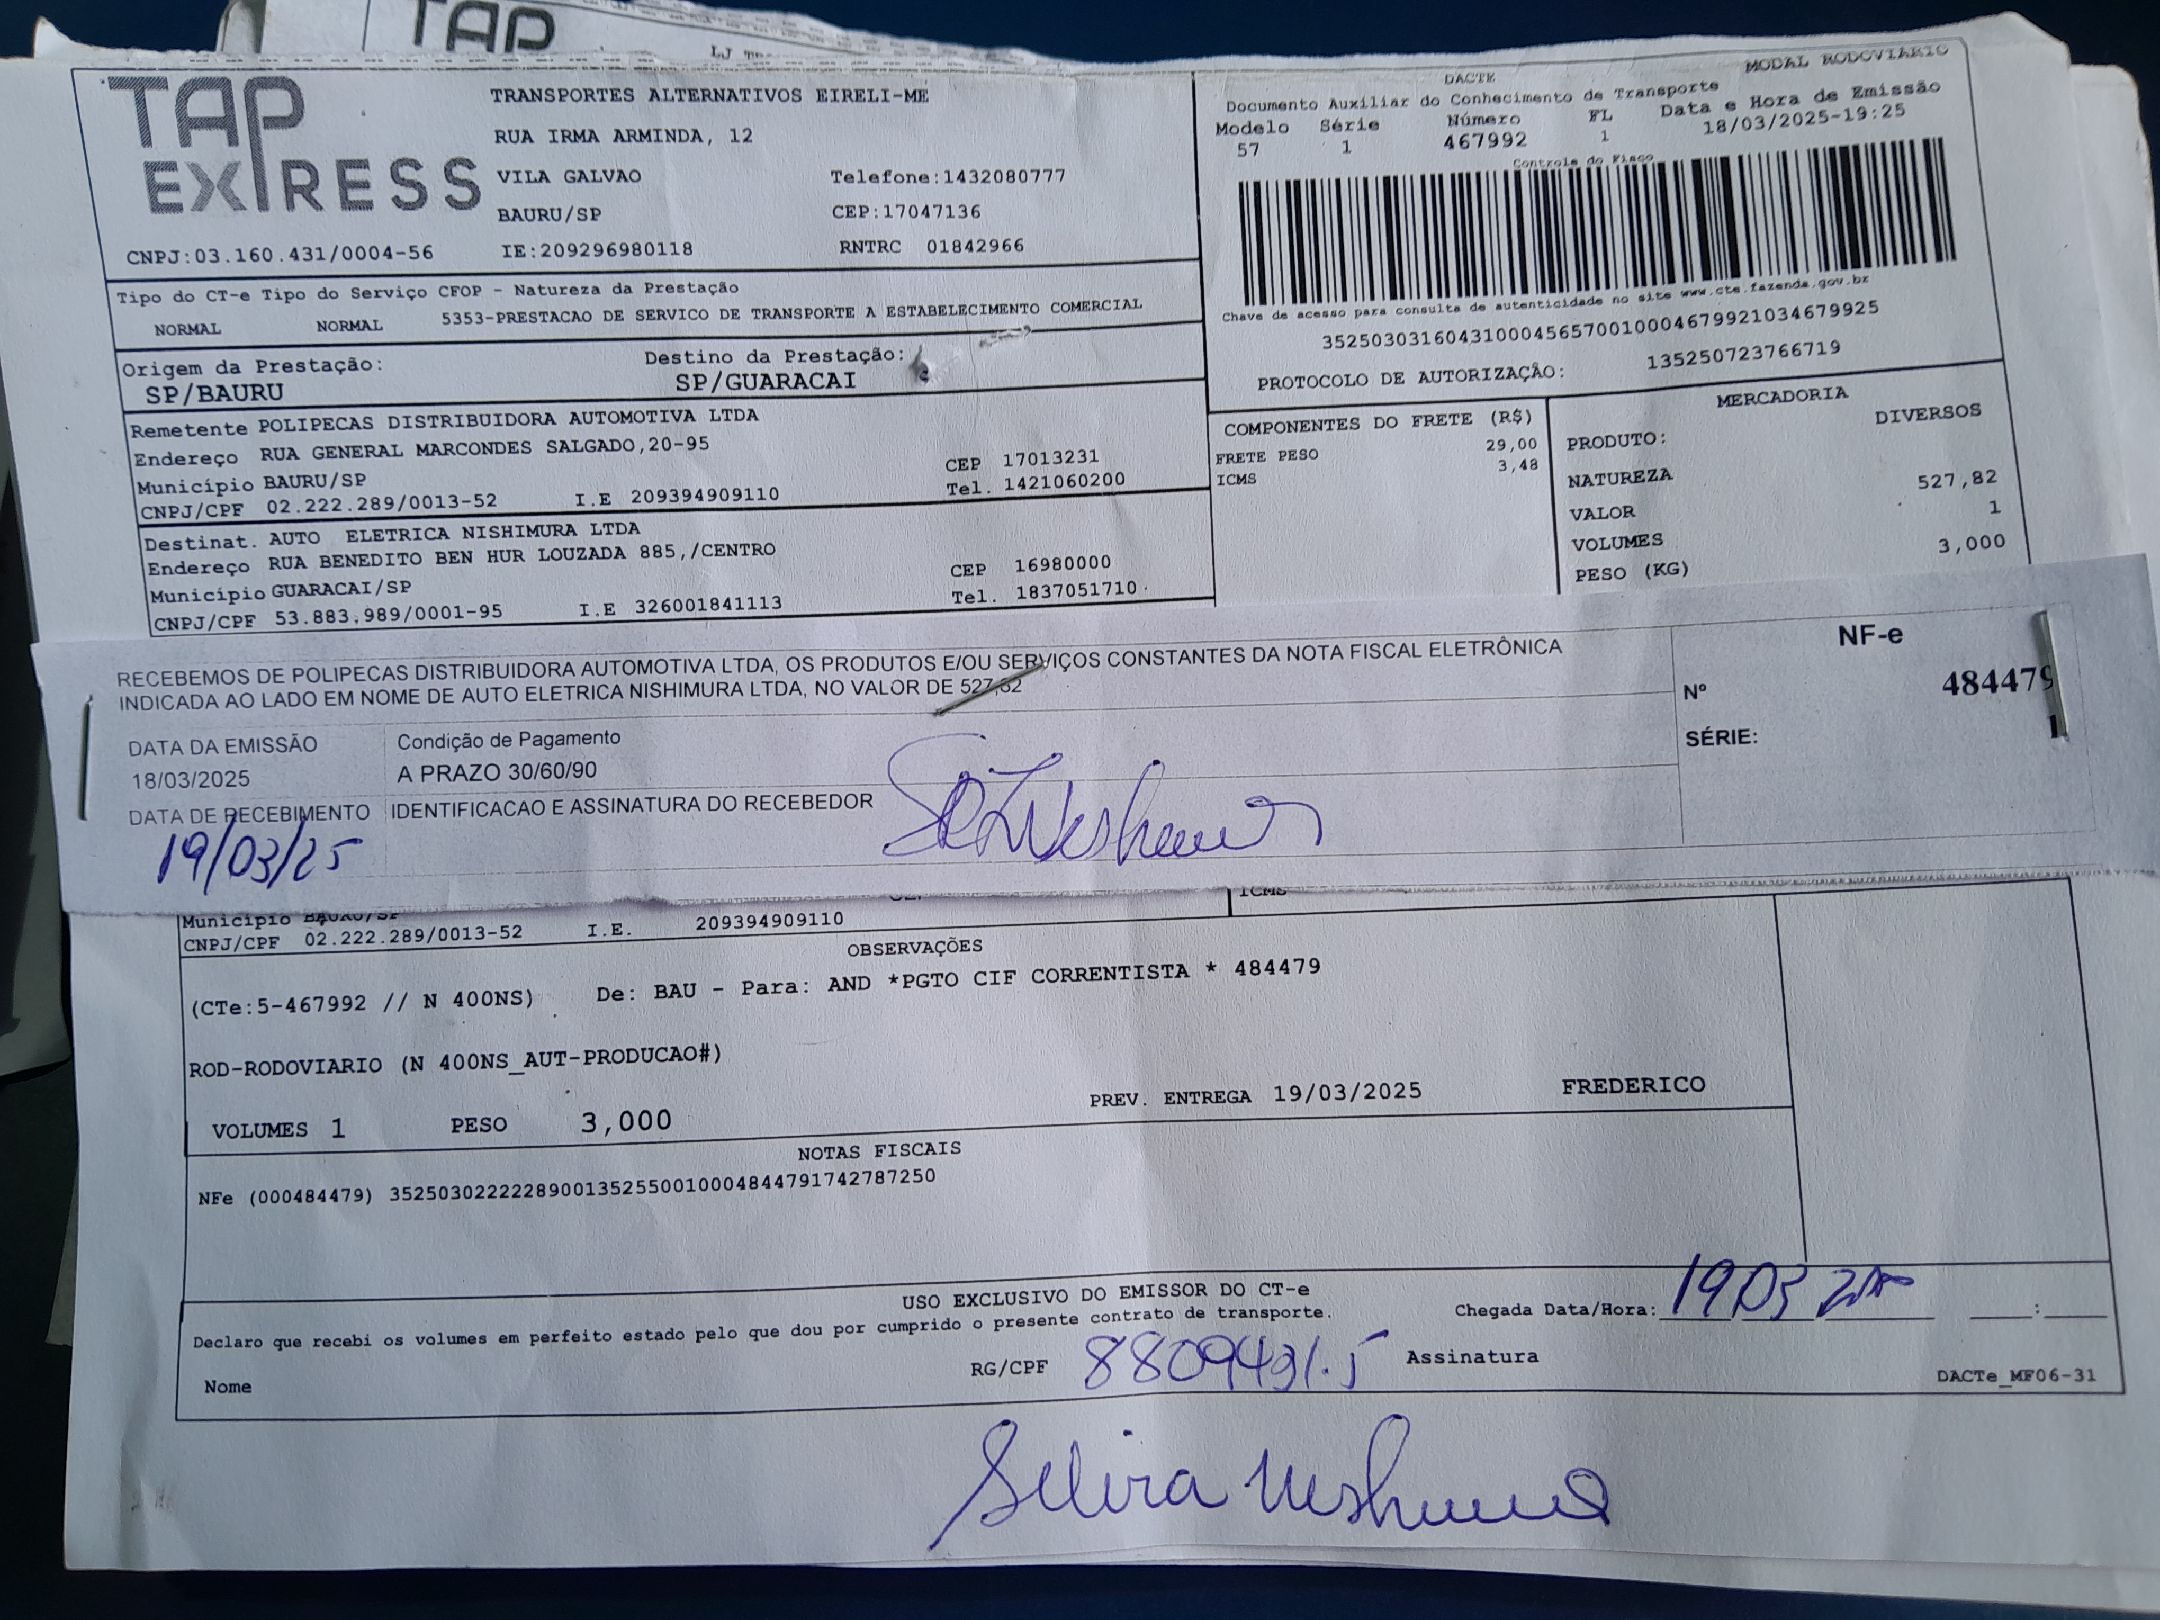 TAP
TAP EXPRESS
TRANSPORTES ALTERNATIVOS EIRELI-ME
RUA IRMA ARMINDA, 12
VILA GALVAO Telefone:1432080777
BAURU/SP CEP:17047136
CNPJ:03.160.431/0004-56 IE:209296980118 RNTRC 01842966
MODAL RODOVIÁRIO
DACTE
Documento Auxiliar do Conhecimento de Transporte
Modelo Série Número FL Data e Hora de Emissão
57 1 467992 1 18/03/2025-19:25
Controle do Fisco
Chave de acesso para consulta de autenticidade no site www.cte.fazenda.gov.br
35250303160431000456570010004679921034679925
PROTOCOLO DE AUTORIZAÇÃO: 135250723766719
Tipo do CT-e Tipo do Serviço CFOP - Natureza da Prestação
NORMAL NORMAL 5353-PRESTACAO DE SERVICO DE TRANSPORTE A ESTABELECIMENTO COMERCIAL
Origem da Prestação: Destino da Prestação:
SP/BAURU SP/GUARACAI
Remetente POLIPECAS DISTRIBUIDORA AUTOMOTIVA LTDA
Endereço RUA GENERAL MARCONDES SALGADO,20-95
Município BAURU/SP CEP 17013231
CNPJ/CPF 02.222.289/0013-52 I.E 209394909110 Tel. 1421060200
Destinat. AUTO ELETRICA NISHIMURA LTDA
Endereço RUA BENEDITO BEN HUR LOUZADA 885,/CENTRO
Município GUARACAI/SP CEP 16980000
CNPJ/CPF 53.883.989/0001-95 I.E 326001841113 Tel. 1837051710
COMPONENTES DO FRETE (R$)
FRETE PESO 29,00
ICMS 3,48
MERCADORIA
PRODUTO: DIVERSOS
NATUREZA
VALOR 527,82
VOLUMES 1
PESO (KG) 3,000
RECEBEMOS DE POLIPECAS DISTRIBUIDORA AUTOMOTIVA LTDA, OS PRODUTOS E/OU SERVIÇOS CONSTANTES DA NOTA FISCAL ELETRÔNICA
INDICADA AO LADO EM NOME DE AUTO ELETRICA NISHIMURA LTDA, NO VALOR DE 527,82
NF-e
Nº 484479
SÉRIE:
DATA DA EMISSÃO Condição de Pagamento
18/03/2025 A PRAZO 30/60/90
DATA DE RECEBIMENTO IDENTIFICACAO E ASSINATURA DO RECEBEDOR
19/03/25
ICMS
Município BAURU/SP
CNPJ/CPF 02.222.289/0013-52 I.E. 209394909110
OBSERVAÇÕES
(CTe:5-467992 // N 400NS) De: BAU - Para: AND *PGTO CIF CORRENTISTA * 484479
ROD-RODOVIARIO (N 400NS_AUT-PRODUCAO#)
PREV. ENTREGA 19/03/2025 FREDERICO
VOLUMES 1 PESO 3,000
NOTAS FISCAIS
NFe (000484479) 35250302222289001352550010004844791742787250
USO EXCLUSIVO DO EMISSOR DO CT-e
Declaro que recebi os volumes em perfeito estado pelo que dou por cumprido o presente contrato de transporte.
Chegada Data/Hora: 19 03 25 :
Nome RG/CPF 8809491.5 Assinatura
DACTe_MF06-31